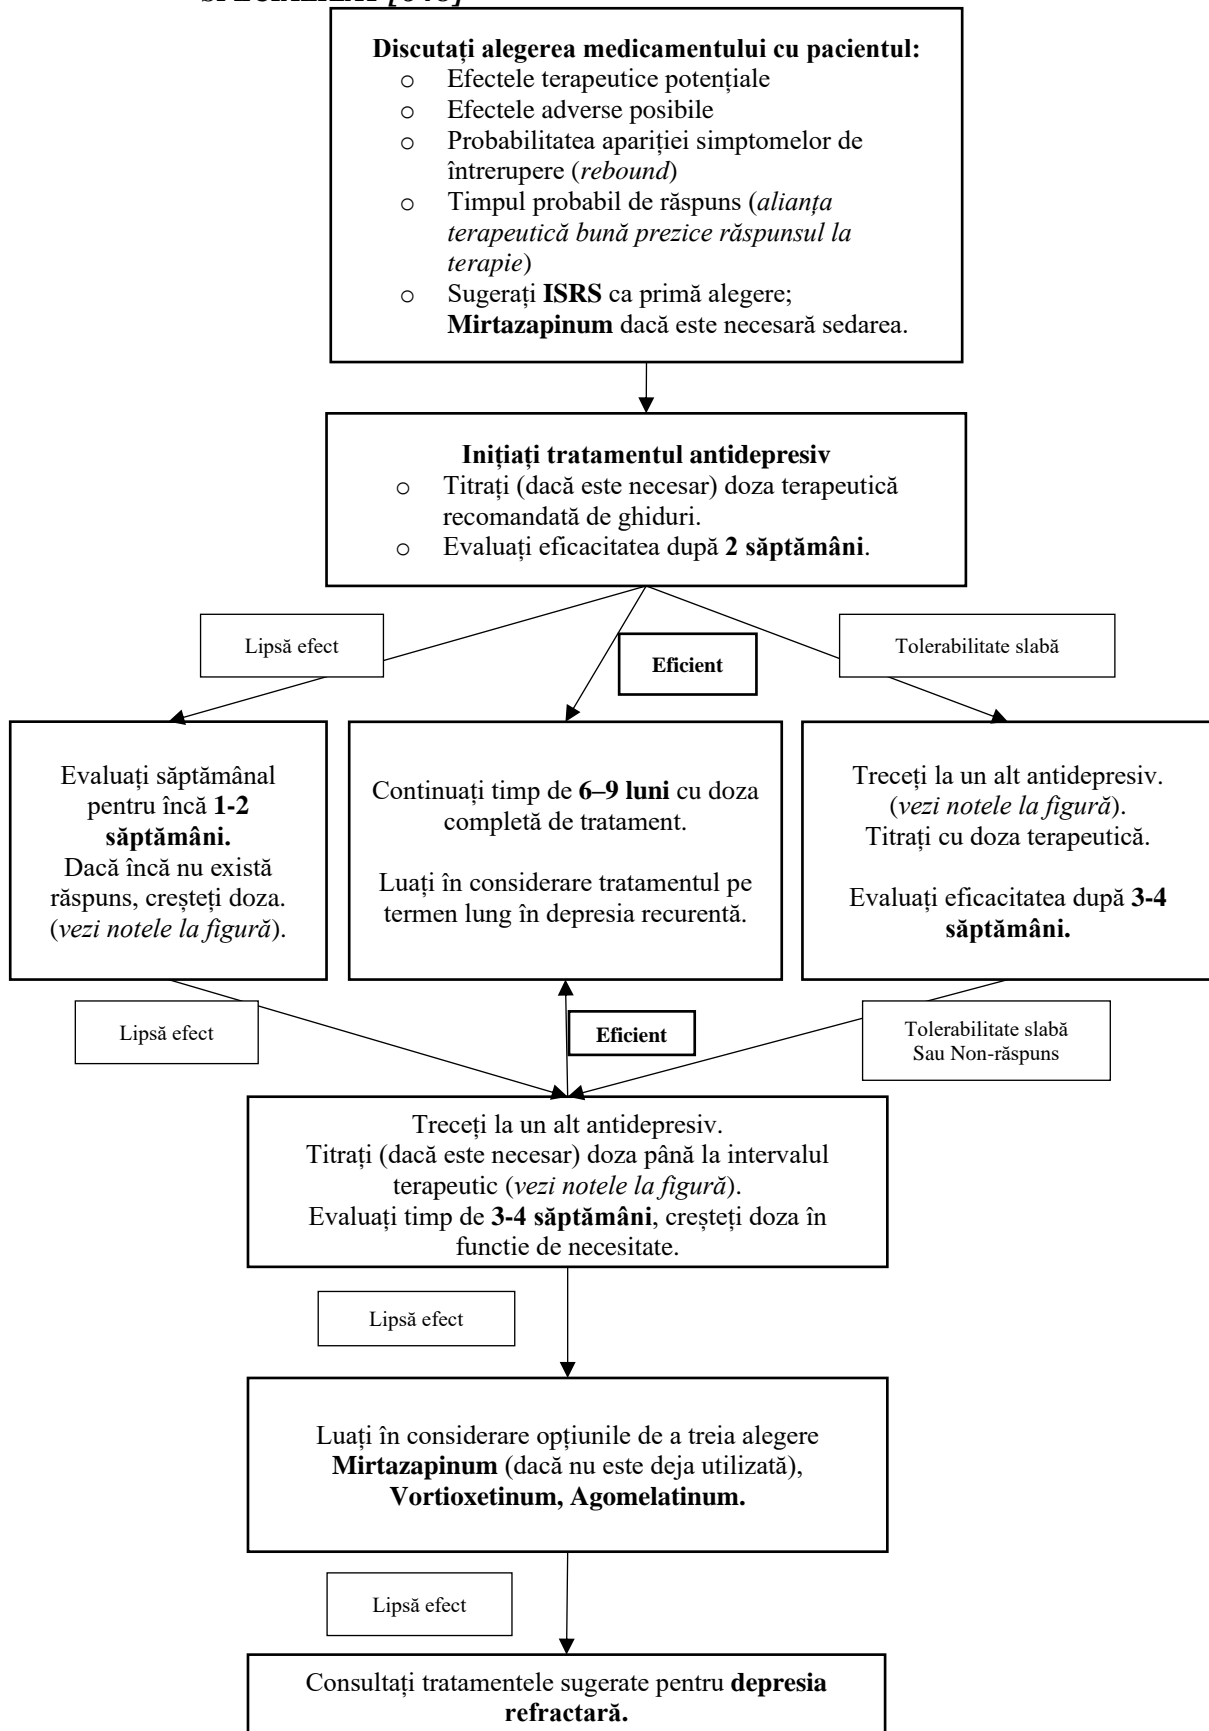 Discutați alegerea medicamentului cu pacientul:
o Efectele terapeutice potențiale
o Efectele adverse posibile
o Probabilitatea apariției simptomelor de
întrerupere (rebound)
o Timpul probabil de răspuns (alianța
terapeutică bună prezice răspunsul la
terapie)
o Sugerați ISRS ca primă alegere;
Mirtazapinum dacă este necesară sedarea.
Inițiați tratamentul antidepresiv
o Titrați (dacă este necesar) doza terapeutică
recomandată de ghiduri.
o Evaluați eficacitatea după 2 săptămâni.
Lipsă efect
Eficient
Tolerabilitate slabă
Evaluați săptămânal
pentru încă 1-2
săptămâni.
Dacă încă nu există
răspuns, creșteți doza.
(vezi notele la figură).
Continuați timp de 6–9 luni cu doza
completă de tratament.
Luați în considerare tratamentul pe
termen lung în depresia recurentă.
Treceți la un alt antidepresiv.
(vezi notele la figură).
Titrați cu doza terapeutică.
Evaluați eficacitatea după 3-4
săptămâni.
Lipsă efect
Eficient
Tolerabilitate slabă
Sau Non-răspuns
Treceți la un alt antidepresiv.
Titrați (dacă este necesar) doza până la intervalul
terapeutic (vezi notele la figură).
Evaluați timp de 3-4 săptămâni, creșteți doza în
functie de necesitate.
Lipsă efect
Luați în considerare opțiunile de a treia alegere
Mirtazapinum (dacă nu este deja utilizată),
Vortioxetinum, Agomelatinum.
Lipsă efect
Consultați tratamentele sugerate pentru depresia
refractară.